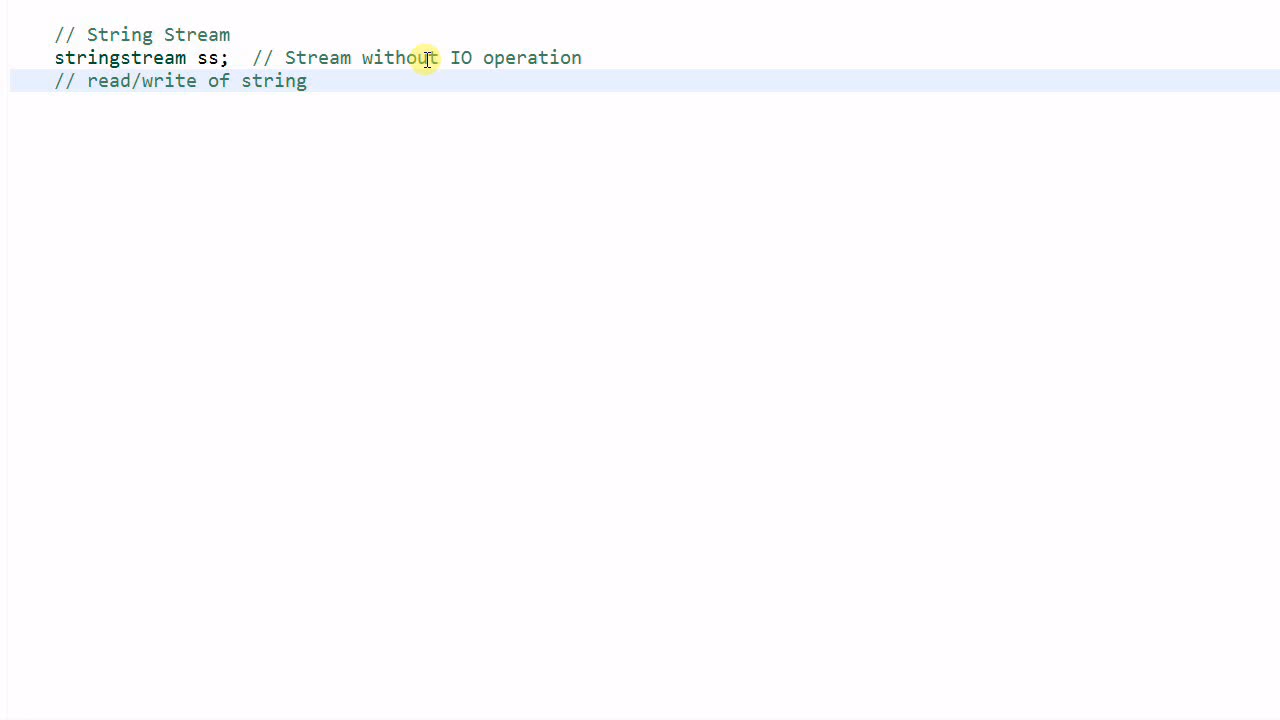 // String Stream
stringstream ss;  // Stream without IO operation
// read/write of string